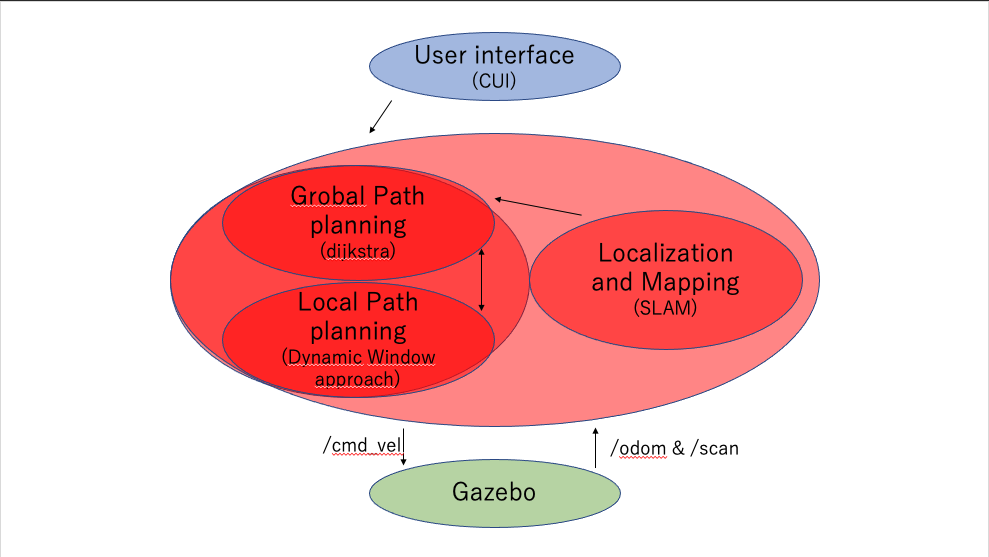 User interface
(CUI)
Grobal Path
planning
(dijkstra)
Localization
and Mapping
(SLAM)
Local Path
planning
(Dynamic Window
approach)
/cmd_vel
/odom & /scan
Gazebo